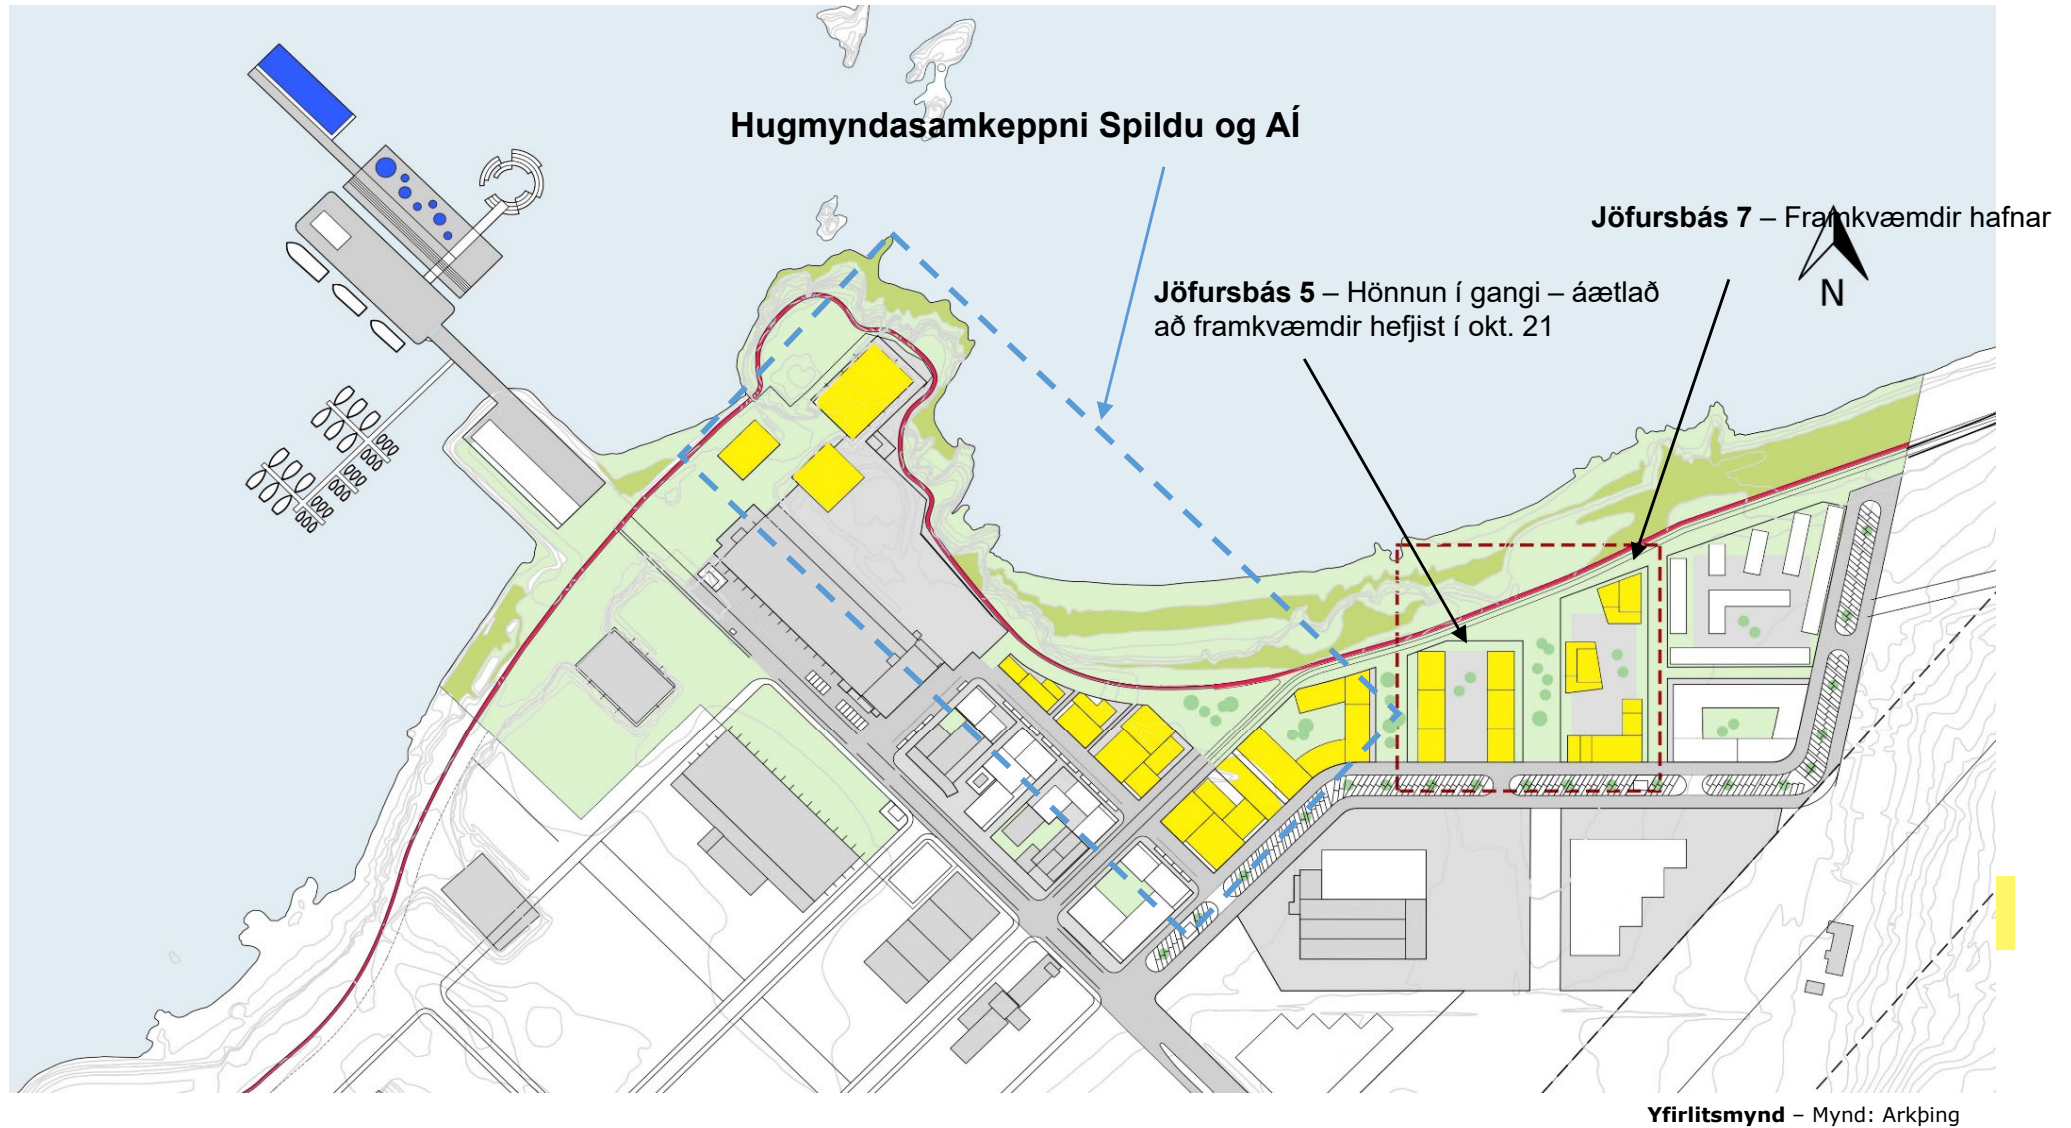 Hugmyndasamkeppni Spildu og AÍ
Jöfursbás 7 – Framkvæmdir hafnar
Jöfursbás 5 – Hönnun í gangi – áætlað
að framkvæmdir hefjist í okt. 21
N
Yfirlitsmynd – Mynd: Arkþing